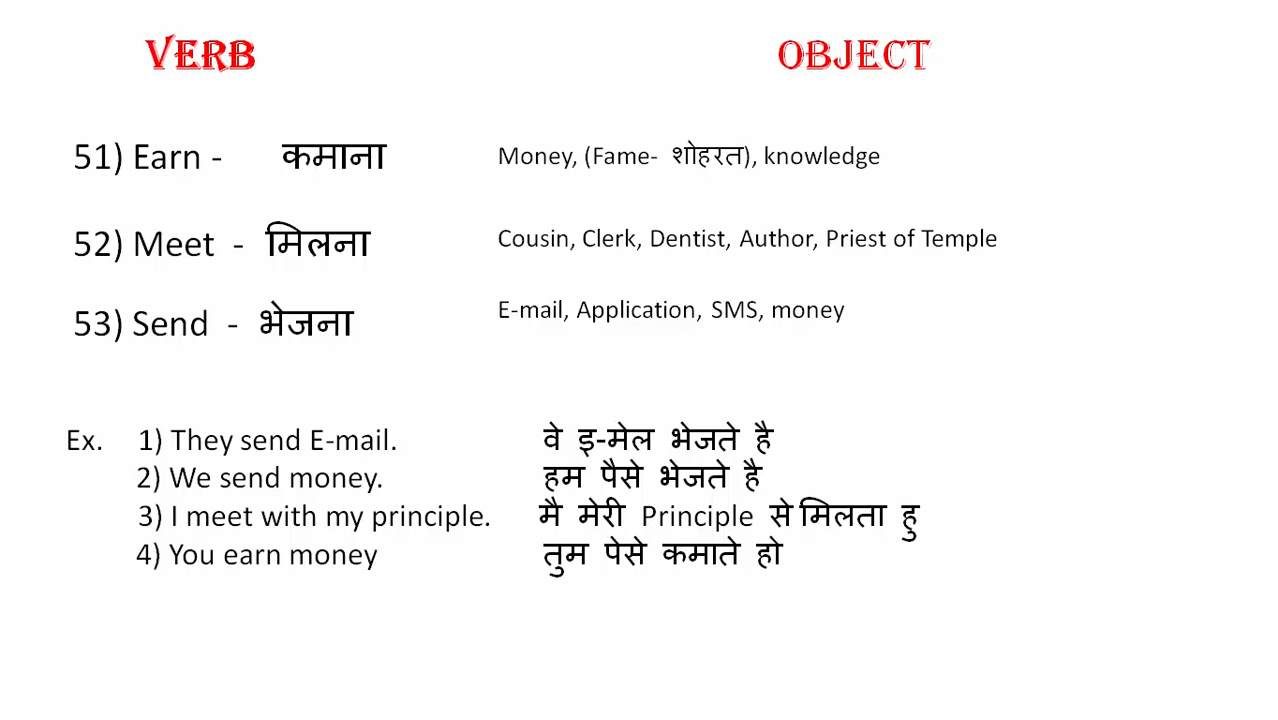 VERB OBJECT
51) Earn - कमाना Money, (Fame- शोहरत), knowledge
52) Meet - मिलना Cousin, Clerk, Dentist, Author, Priest of Temple
53) Send - भेजना E-mail, Application, SMS, money
Ex. 1) They send E-mail. वे इ-मेल भेजते है
2) We send money. हम पैसे भेजते है
3) I meet with my principle. मै मेरी Principle से मिलता हु
4) You earn money तुम पेसे कमाते हो